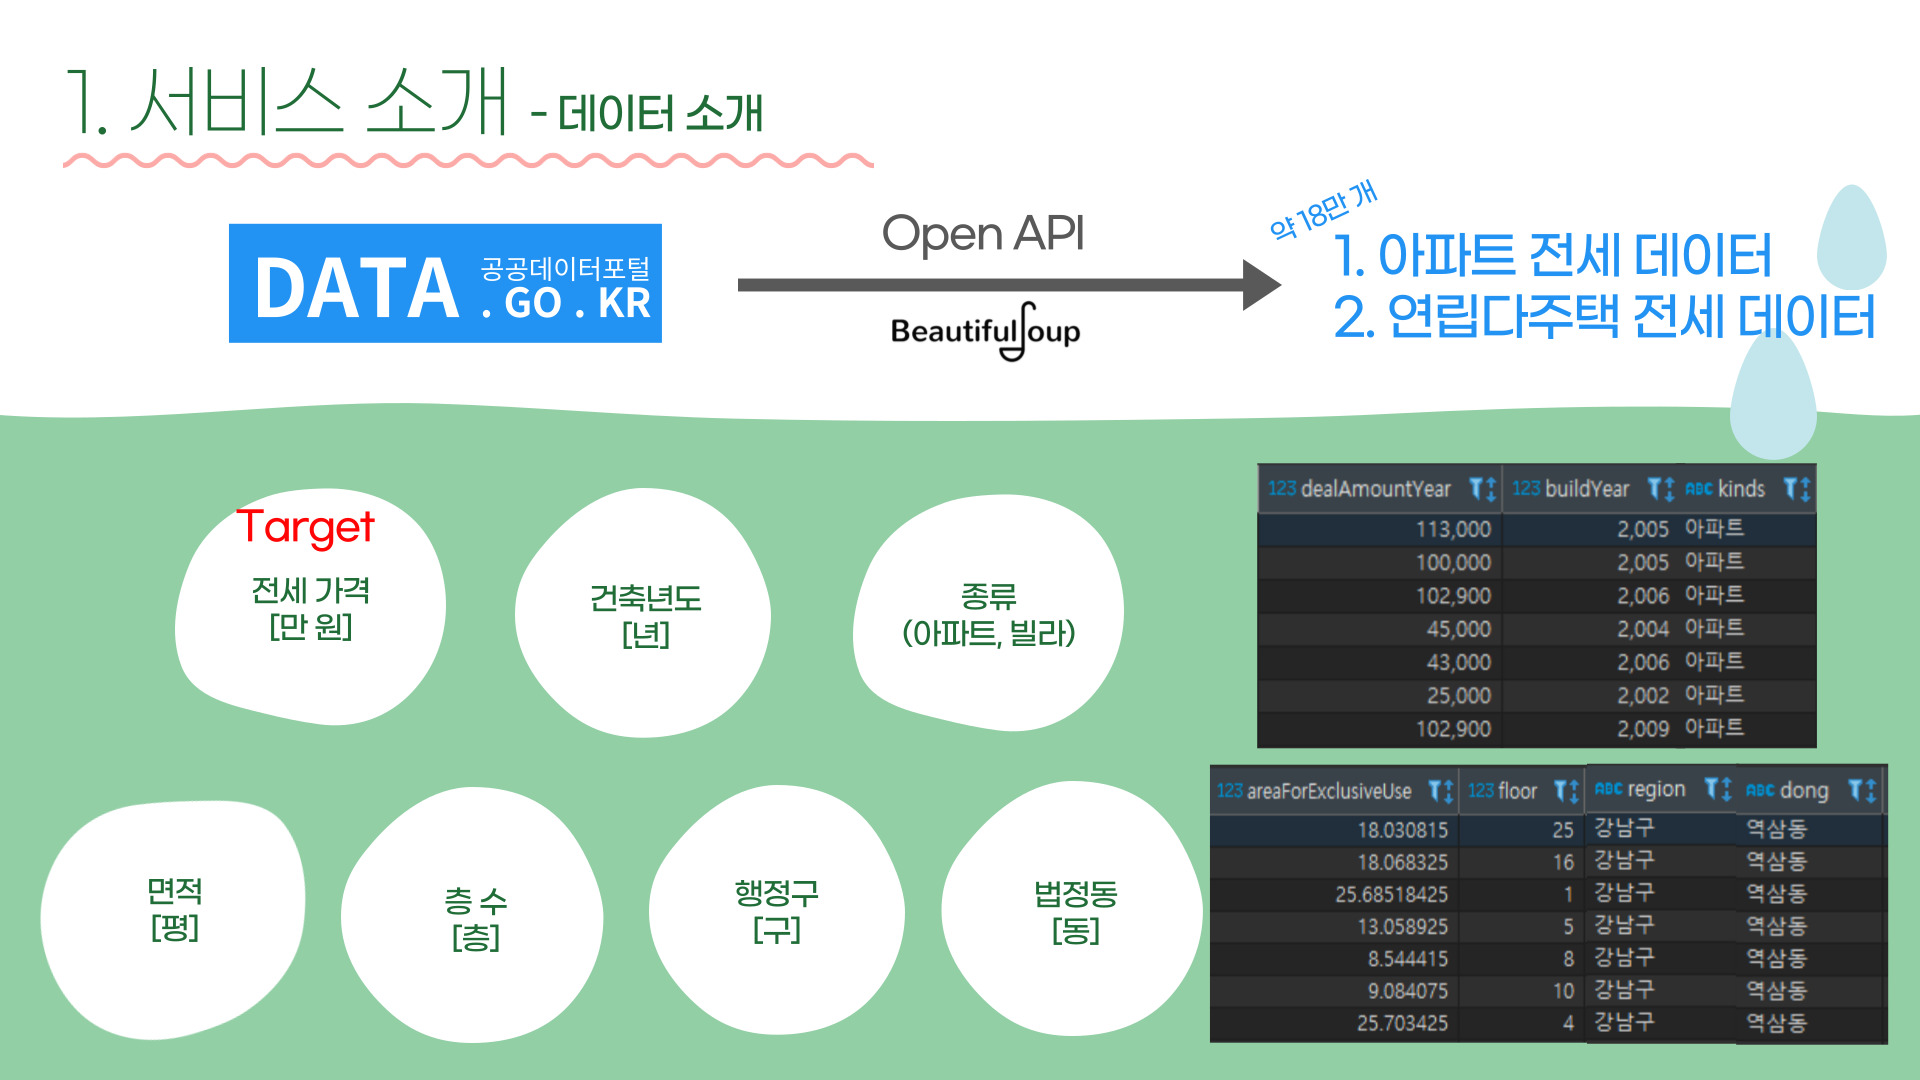 1. 서비스 소개 - 데이터 소개
DATA 공공데이터포털
. GO . KR
Open API
BeautifulSoup
약 18만 개
1. 아파트 전세 데이터
2. 연립다주택 전세 데이터
Target
전세 가격
[만 원]
건축년도
[년]
종류
(아파트, 빌라)
면적
[평]
층 수
[층]
행정구
[구]
법정동
[동]
123 dealAmountYear 123 buildYear ABC kinds
113,000 2,005 아파트
100,000 2,005 아파트
102,900 2,006 아파트
45,000 2,004 아파트
43,000 2,006 아파트
25,000 2,002 아파트
102,900 2,009 아파트
123 areaForExclusiveUse 123 floor ABC region ABC dong
18.030815 25 강남구 역삼동
18.068325 16 강남구 역삼동
25.68518425 1 강남구 역삼동
13.058925 5 강남구 역삼동
8.544415 8 강남구 역삼동
9.084075 10 강남구 역삼동
25.703425 4 강남구 역삼동